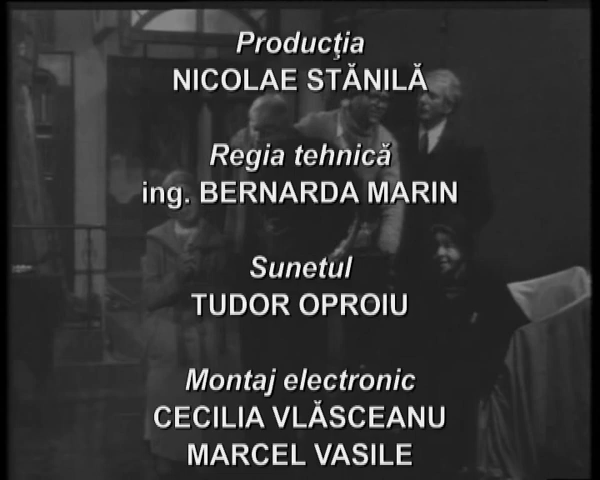 Producţia
NICOLAE STĂNILĂ
Regia tehnică
ing. BERNARDA MARIN
Sunetul
TUDOR OPROIU
Montaj electronic
CECILIA VLĂSCEANU
MARCEL VASILE